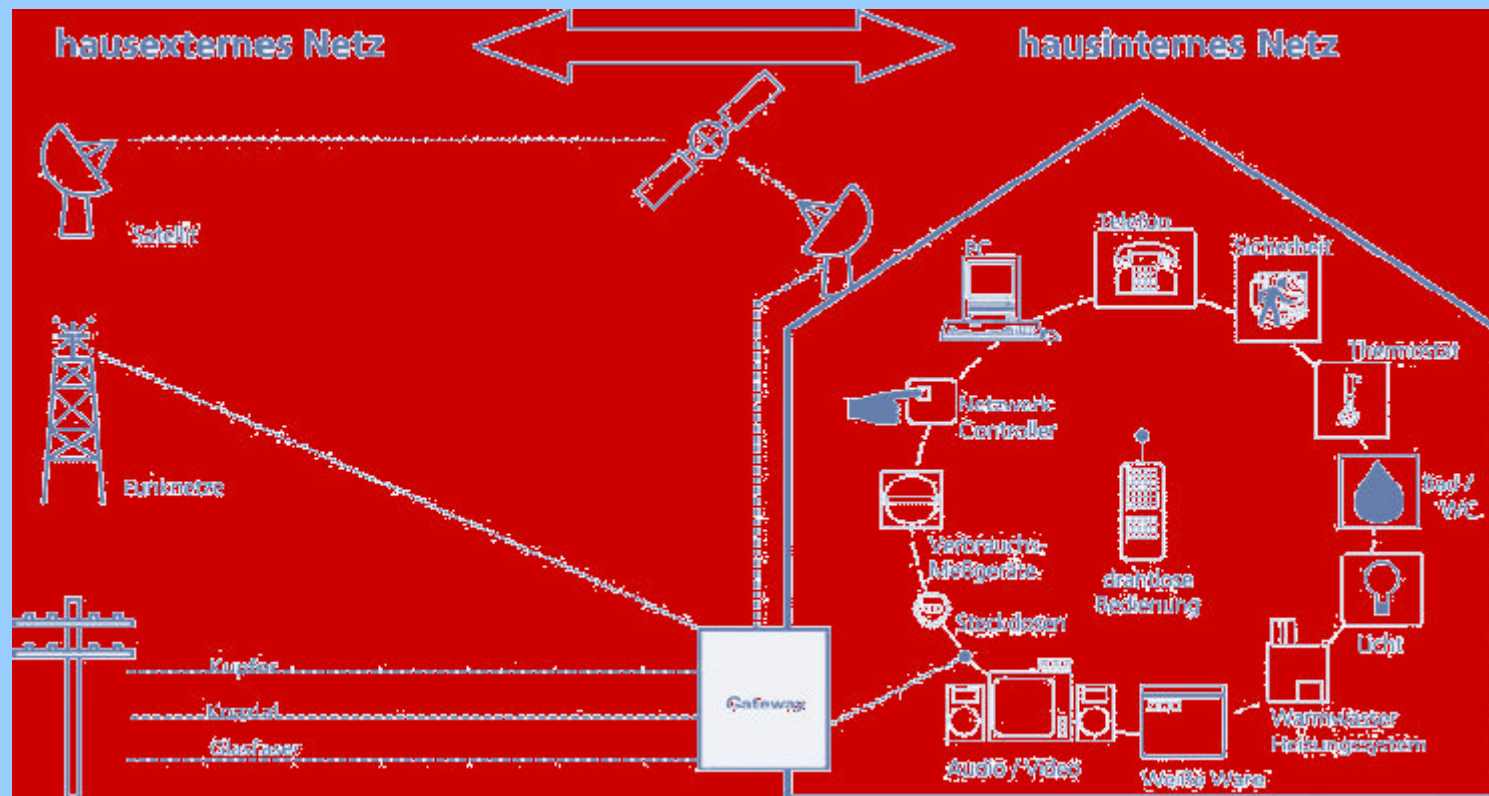 hausexternes Netz
hausinternes Netz
Satellit
Funknetze
Kupfer
Koaxial
Glasfaser
Gateway
PC
Telefon
Sicherheit
Thermostat
Bad /
WC
Licht
Warmwasser
Heizungssystem
Weiße Ware
Audio / Video
Steckdosen
Verbrauchs-
Meßgeräte
Netzwerk
Controller
drahtlose
Bedienung